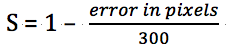 S = 1 − error in pixels / 300